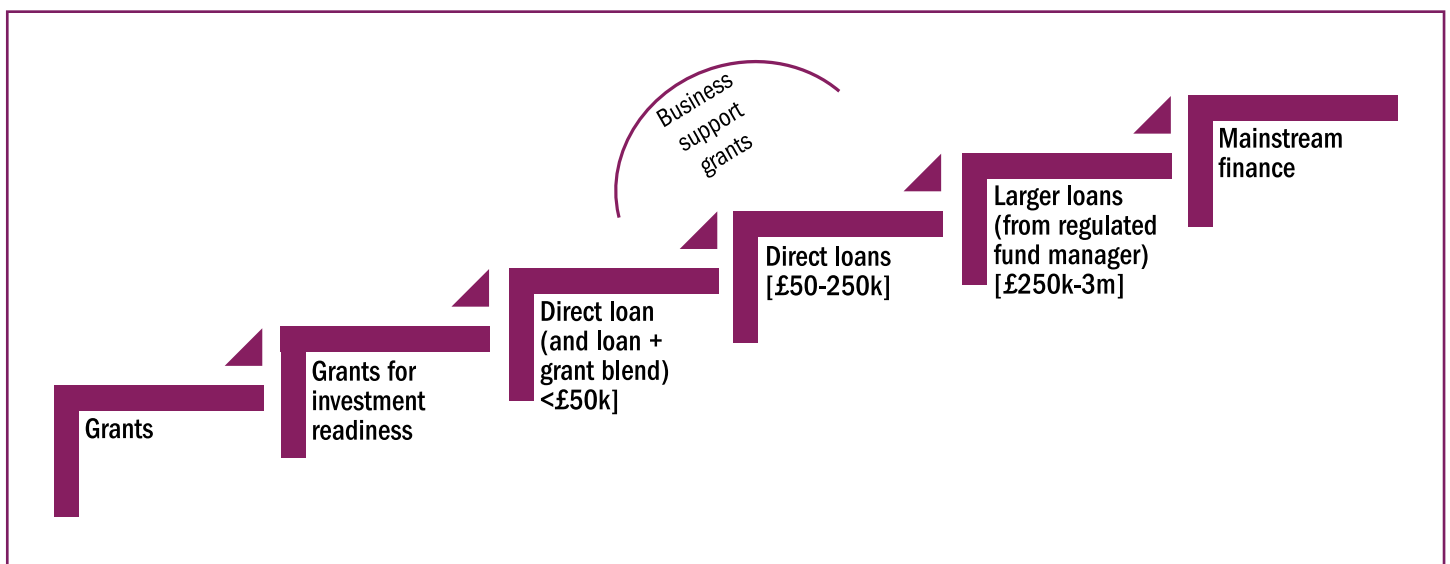 Business
support
grants
Mainstream
finance
Larger loans
(from regulated
fund manager)
[£250k-3m]
Direct loans
[£50-250k]
Direct loan
(and loan +
grant blend)
<£50k]
Grants for
investment
readiness
Grants